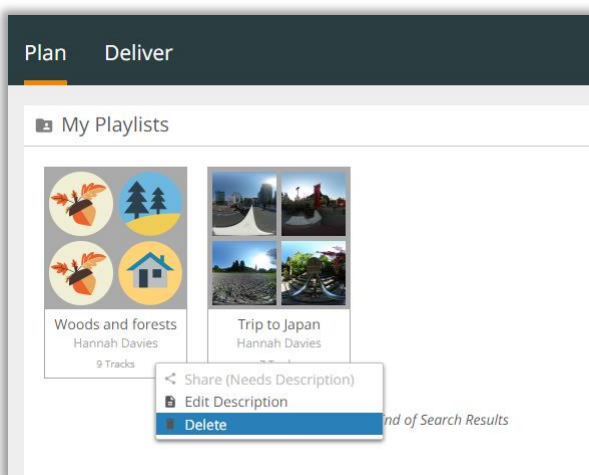 Plan Deliver
My Playlists
Woods and forests
Hannah Davies
9 Tracks
Trip to Japan
Hannah Davies
Share (Needs Description)
Edit Description
Delete
of Search Results